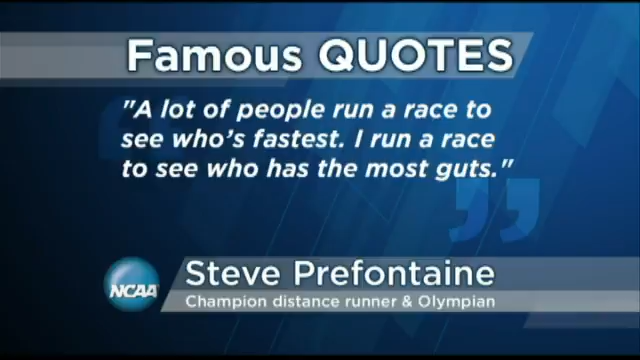 Famous QUOTES
"A lot of people run a race to
see who's fastest. I run a race
to see who has the most guts."
Steve Prefontaine
NCAA
Champion distance runner & Olympian